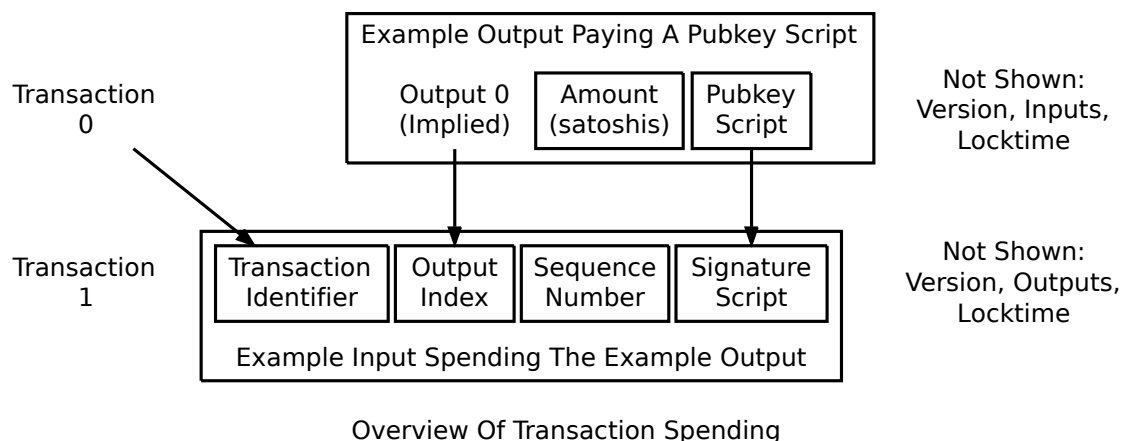 Example Output Paying A Pubkey Script
Transaction
0
Output 0
(Implied)
Amount
(satoshis)
Pubkey
Script
Not Shown:
Version, Inputs,
Locktime
Transaction
1
Transaction
Identifier
Output
Index
Sequence
Number
Signature
Script
Not Shown:
Version, Outputs,
Locktime
Example Input Spending The Example Output
Overview Of Transaction Spending